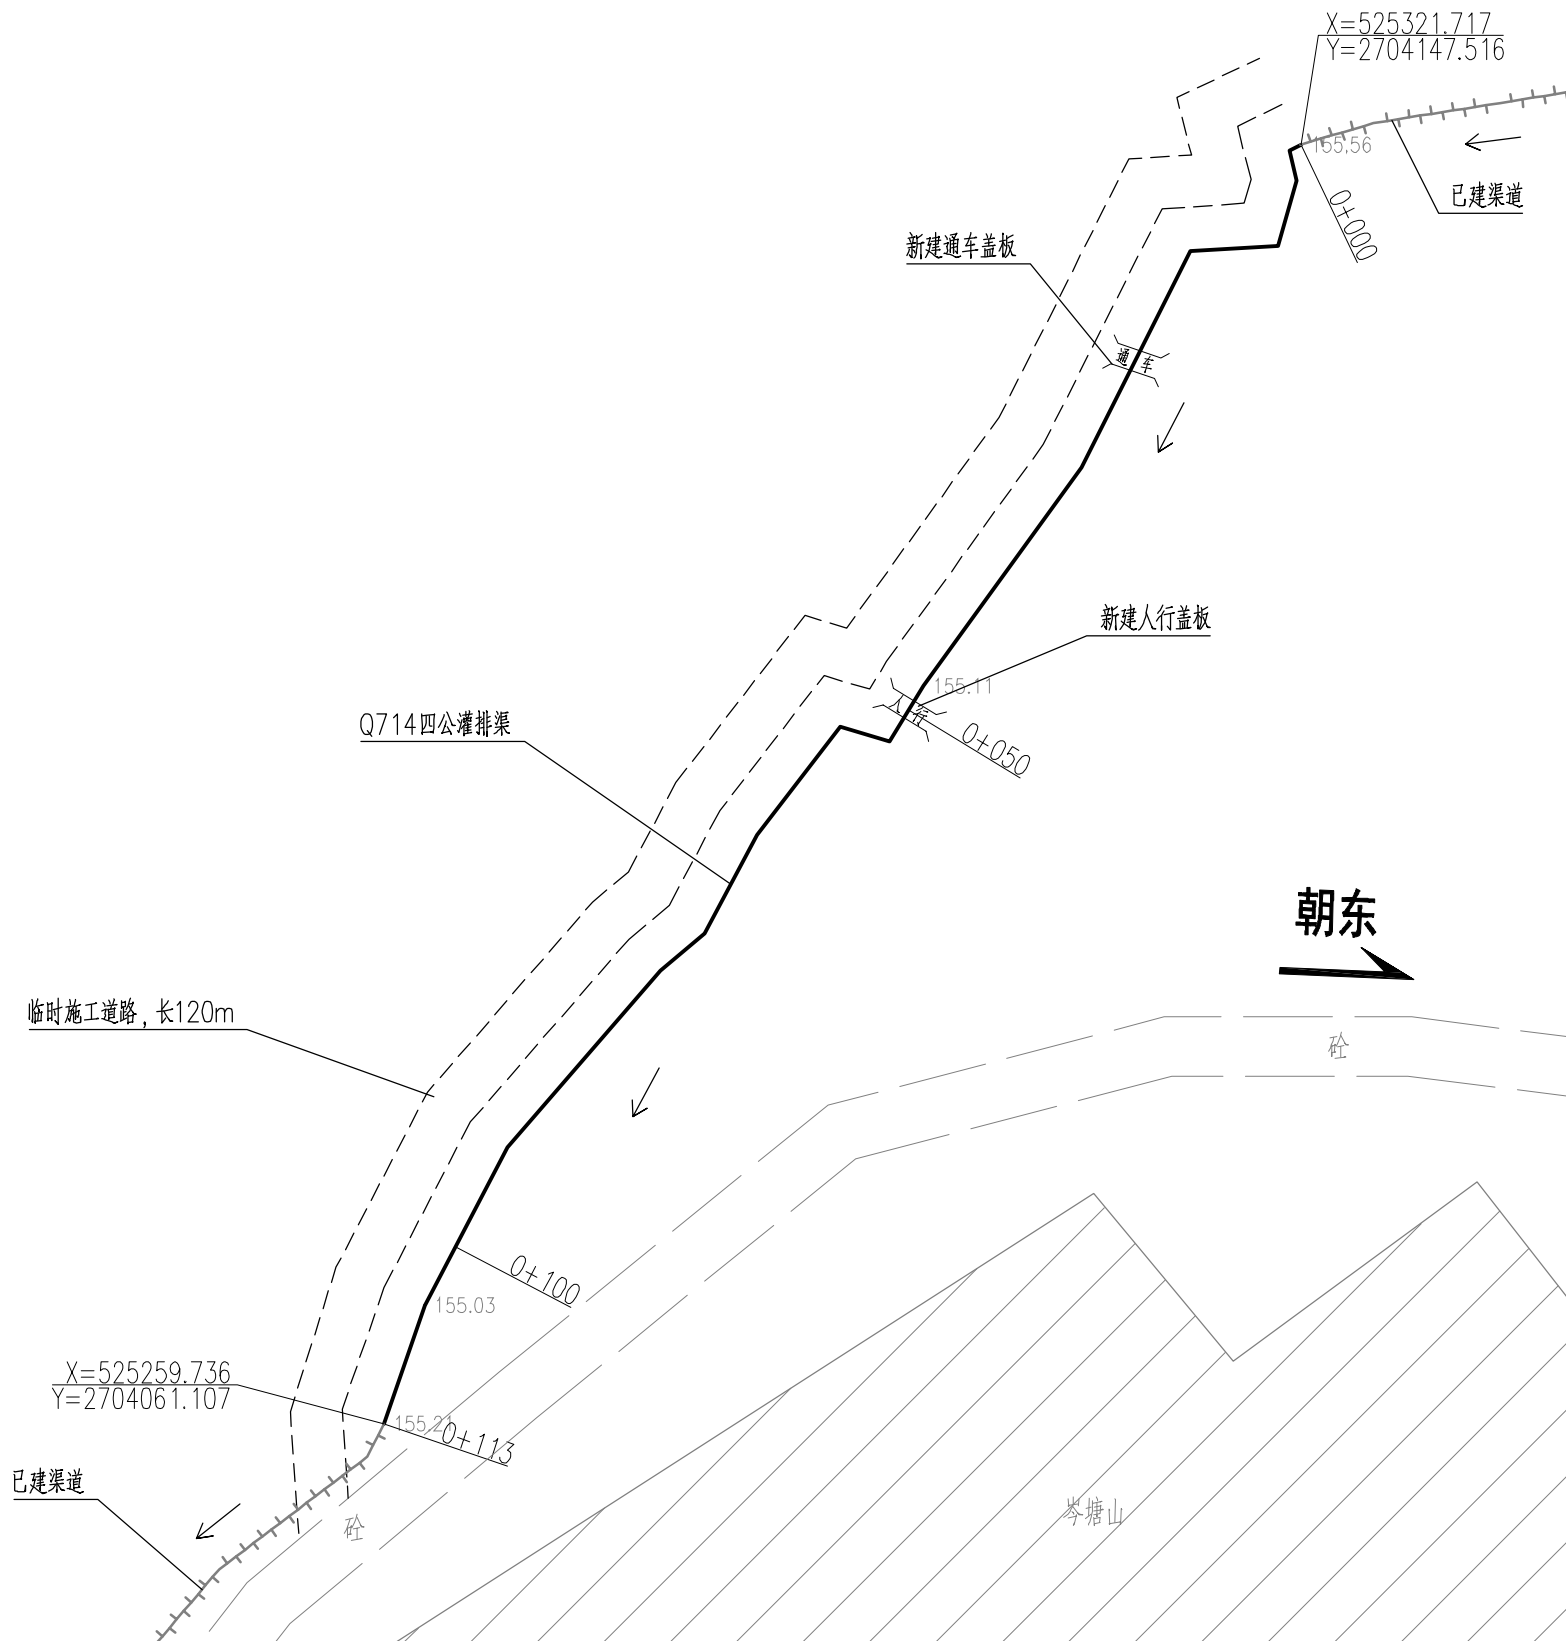 X=525321.717
Y=2704147.516
155.56
已建渠道
0+000
新建通车盖板
通车
新建人行盖板
155.11
人行
0+050
Q714四公灌排渠
朝东
临时施工道路，长120m
砼
0+100
155.03
X=525259.736
Y=2704061.107
155.21
0+113
已建渠道
砼
岑塘山